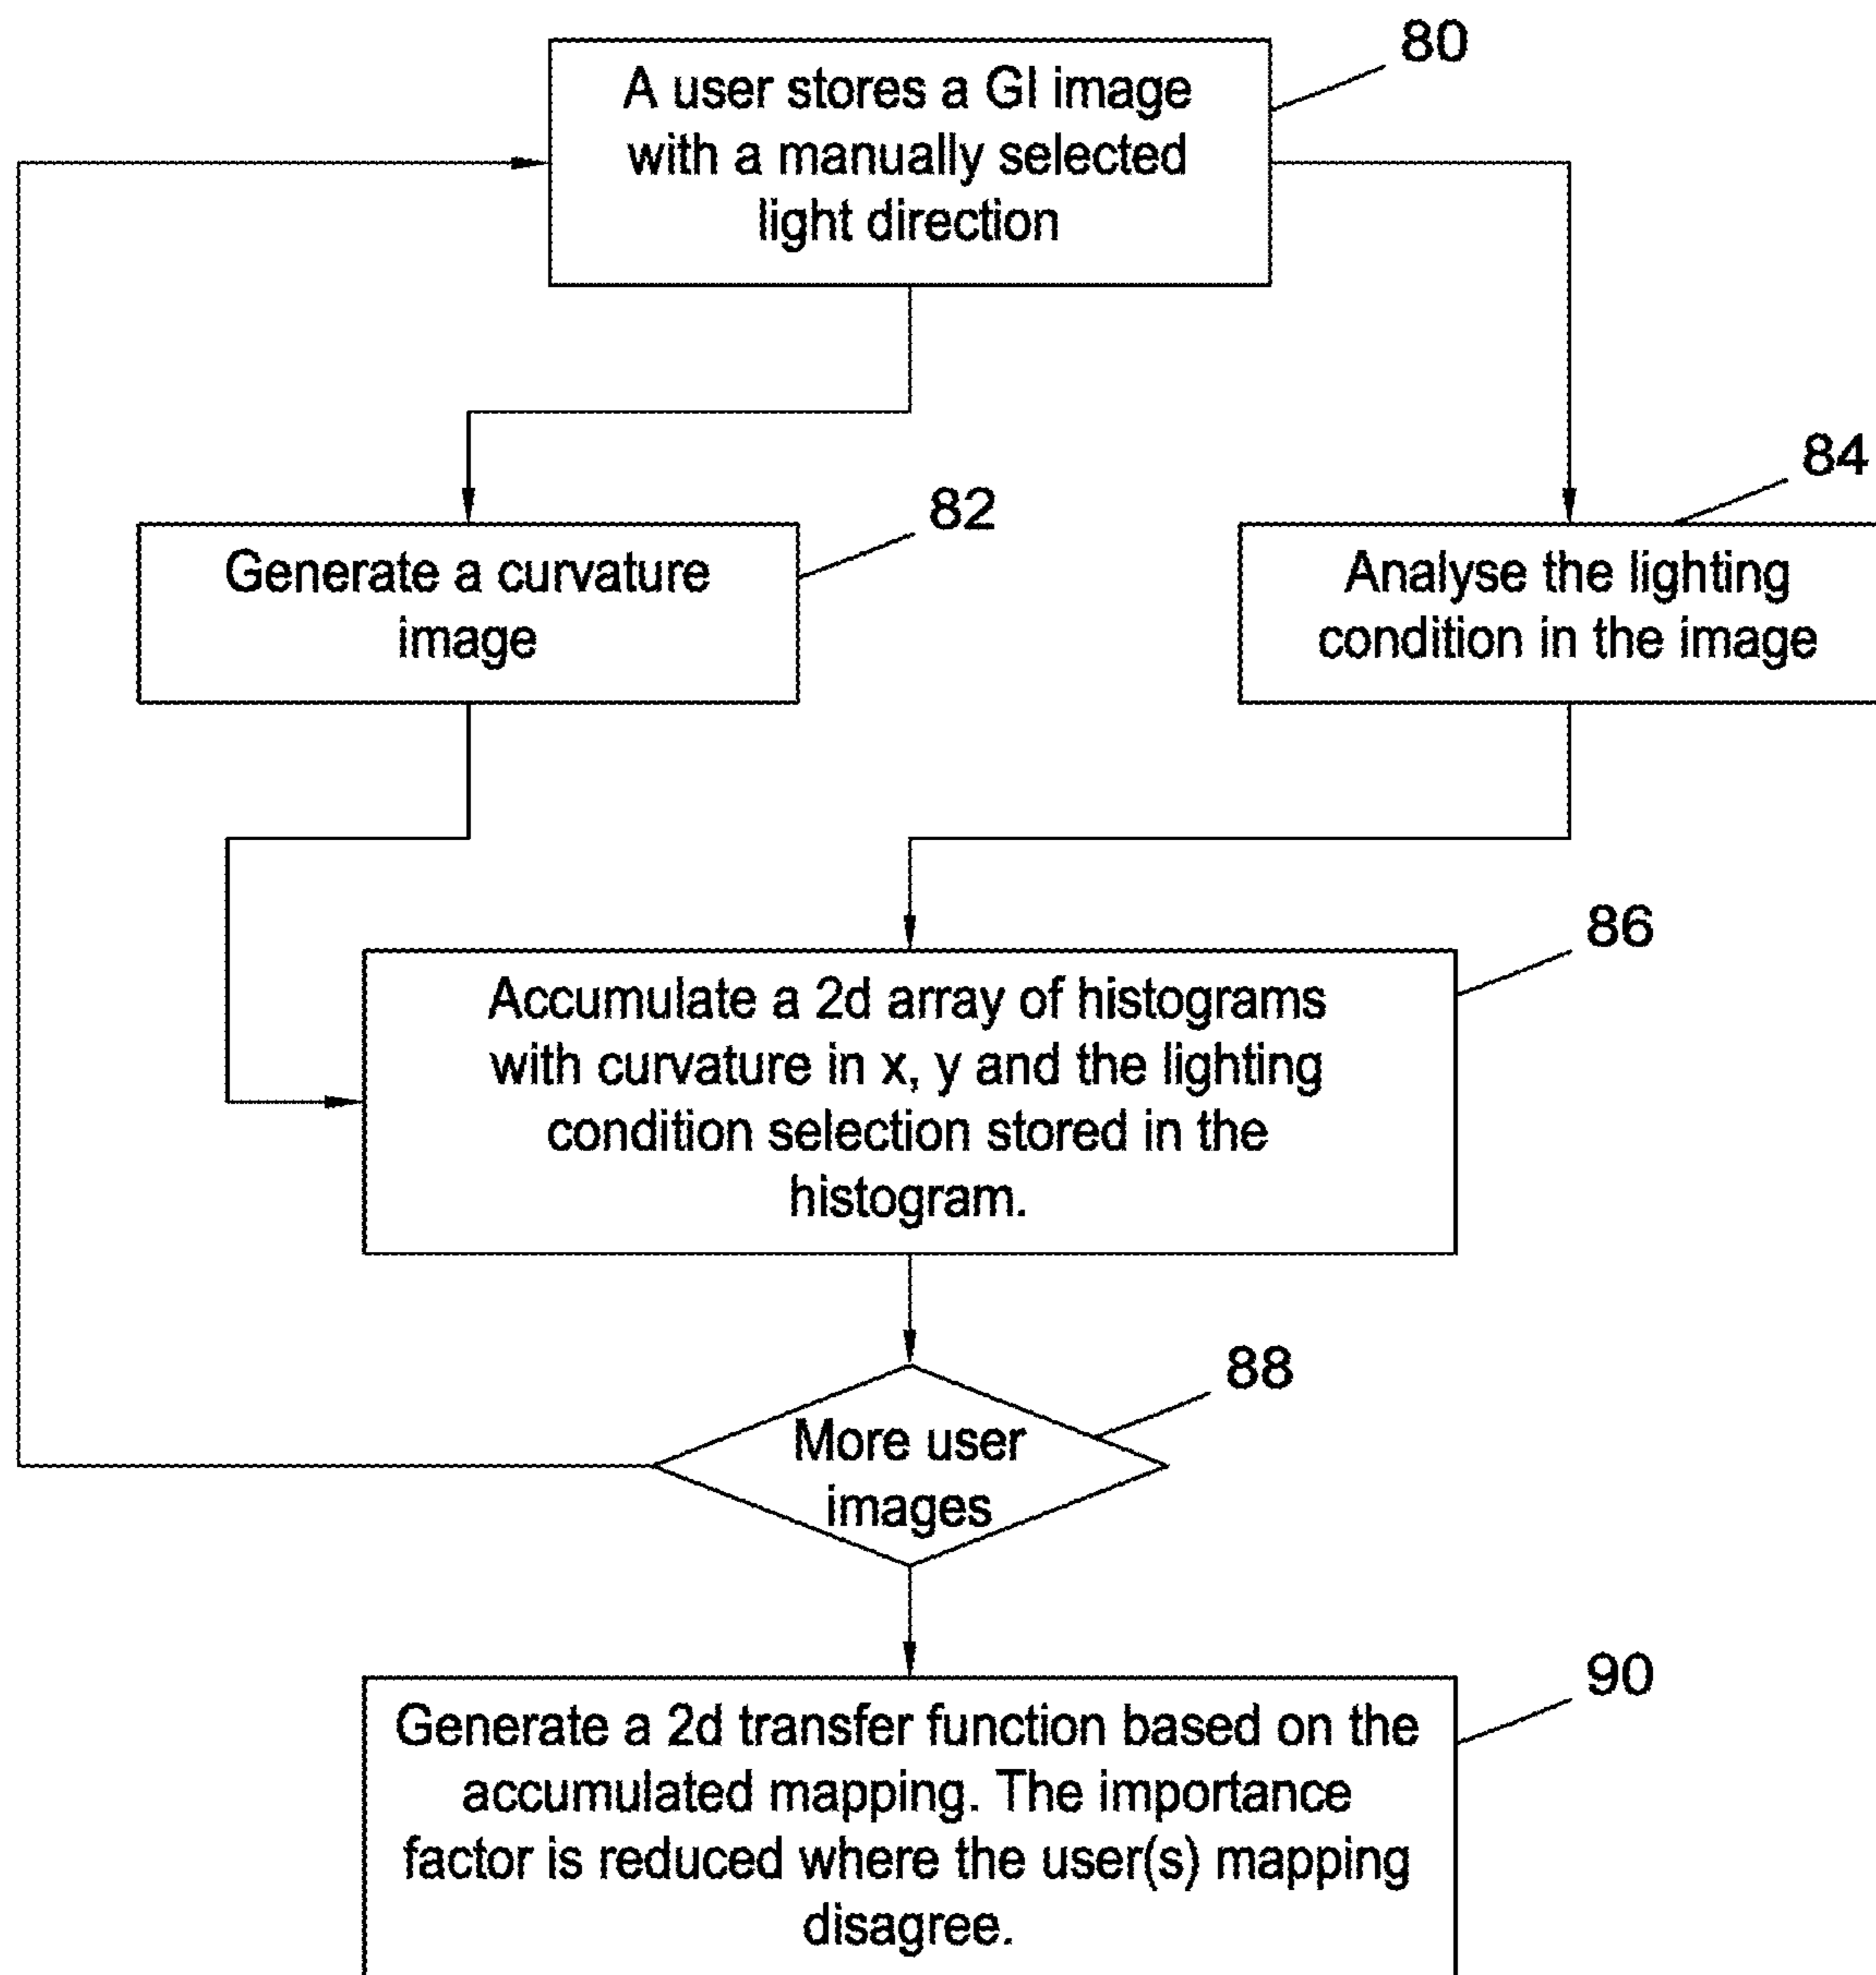 80
A user stores a GI image
with a manually selected
light direction
84
82
Generate a curvature
image
Analyse the lighting
condition in the image
86
Accumulate a 2d array of histograms
with curvature in x, y and the lighting
condition selection stored in the
histogram.
88
More user
images
90
Generate a 2d transfer function based on the
accumulated mapping. The importance
factor is reduced where the user(s) mapping
disagree.